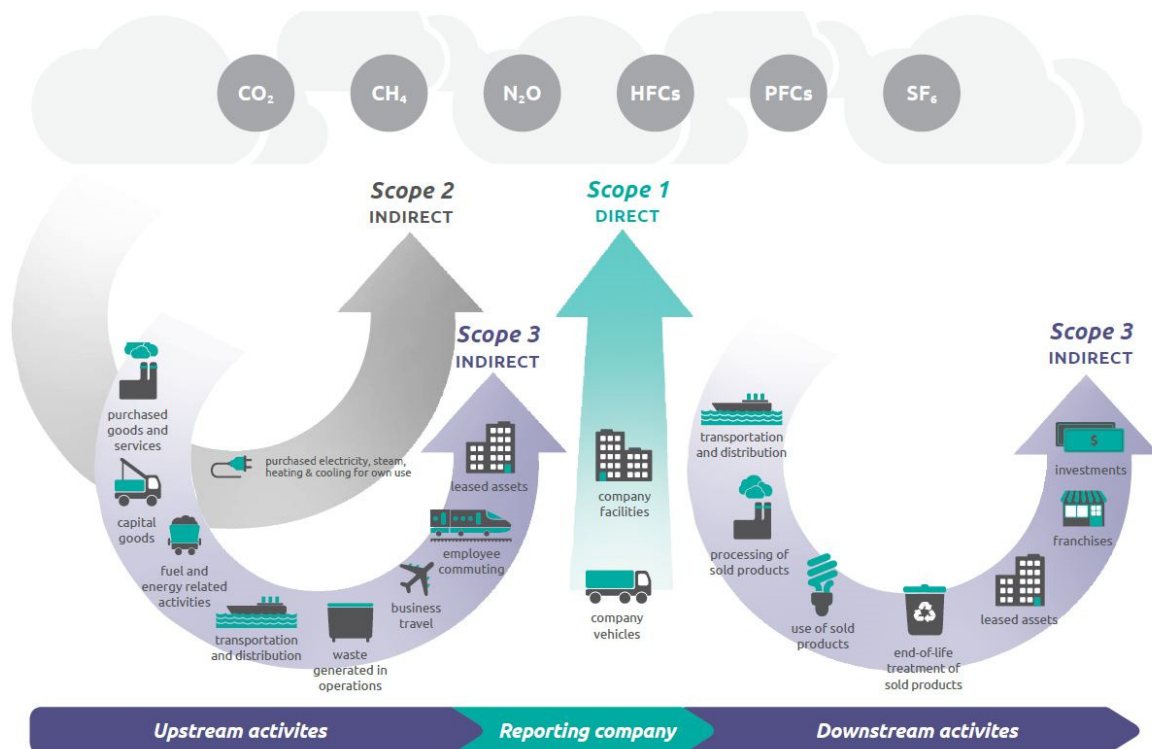 CO₂
CH₄
N₂O
HFCs
PFCs
SF₆
Scope 2
INDIRECT
Scope 1
DIRECT
Scope 3
INDIRECT
Scope 3
INDIRECT
purchased
goods and
services
capital
goods
fuel and
energy related
activities
purchased electricity, steam,
heating & cooling for own use
transportation
and distribution
waste
generated in
operations
business
travel
employee
commuting
leased assets
company
facilities
company
vehicles
transportation
and distribution
processing of
sold products
use of sold
products
end-of-life
treatment of
sold products
leased assets
franchises
investments
$
Upstream activites
Reporting company
Downstream activites